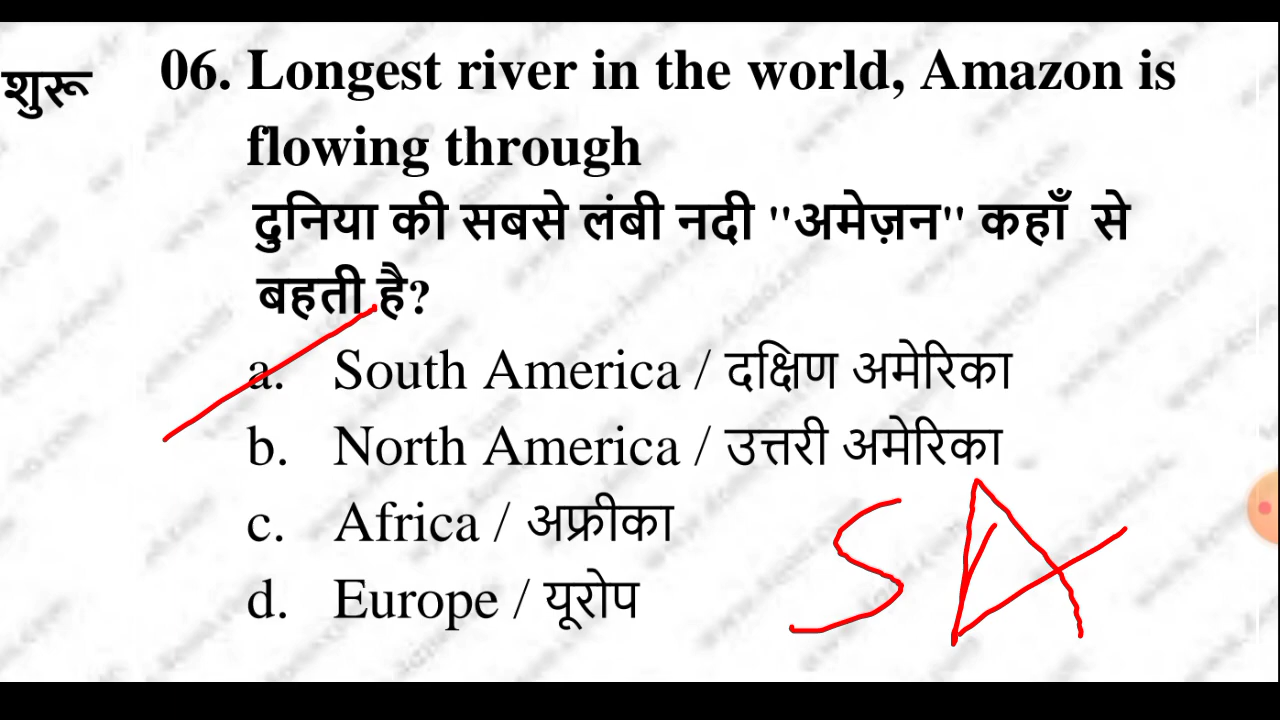 शुरू
06. Longest river in the world, Amazon is
flowing through
दुनिया की सबसे लंबी नदी "अमेज़न" कहाँ से
बहती है?
a. South America / दक्षिण अमेरिका
b. North America / उत्तरी अमेरिका
c. Africa / अफ्रीका
d. Europe / यूरोप
SA